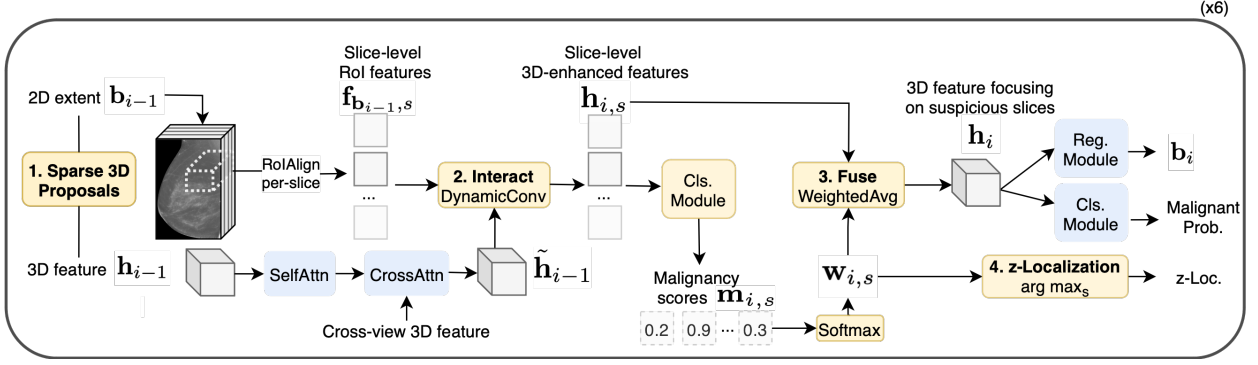 (x6)
2D extent b_{i-1}
1. Sparse 3D
Proposals
3D feature h_{i-1}
RoIAlign
per-slice
SelfAttn
CrossAttn
Cross-view 3D feature
h̃_{i-1}
Slice-level
RoI features
f_{b_{i-1},s}
...
2. Interact
DynamicConv
Slice-level
3D-enhanced features
h_{i,s}
...
Cls.
Module
Malignancy
scores m_{i,s}
0.2 0.9 ... 0.3
Softmax
w_{i,s}
3. Fuse
WeightedAvg
3D feature focusing
on suspicious slices
h_i
Reg.
Module
b_i
Cls.
Module
Malignant
Prob.
4. z-Localization
arg max_s
z-Loc.